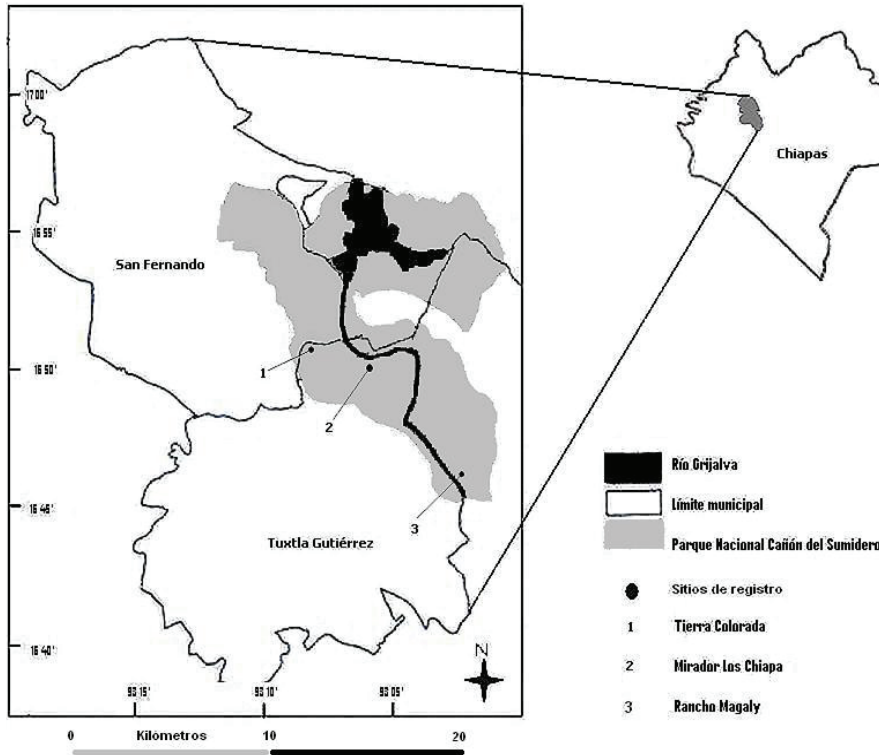 17 00'
16 55'
16 50'
16 45'
16 40'
San Fernando
Tuxtla Gutiérrez
1
2
3
N
93 15'
93 10'
93 05'
0 Kilómetros 10 20
Chiapas
Río Grijalva
Límite municipal
Parque Nacional Cañón del Sumidero
Sitios de registro
1 Tierra Colorada
2 Mirador Los Chiapa
3 Rancho Magaly